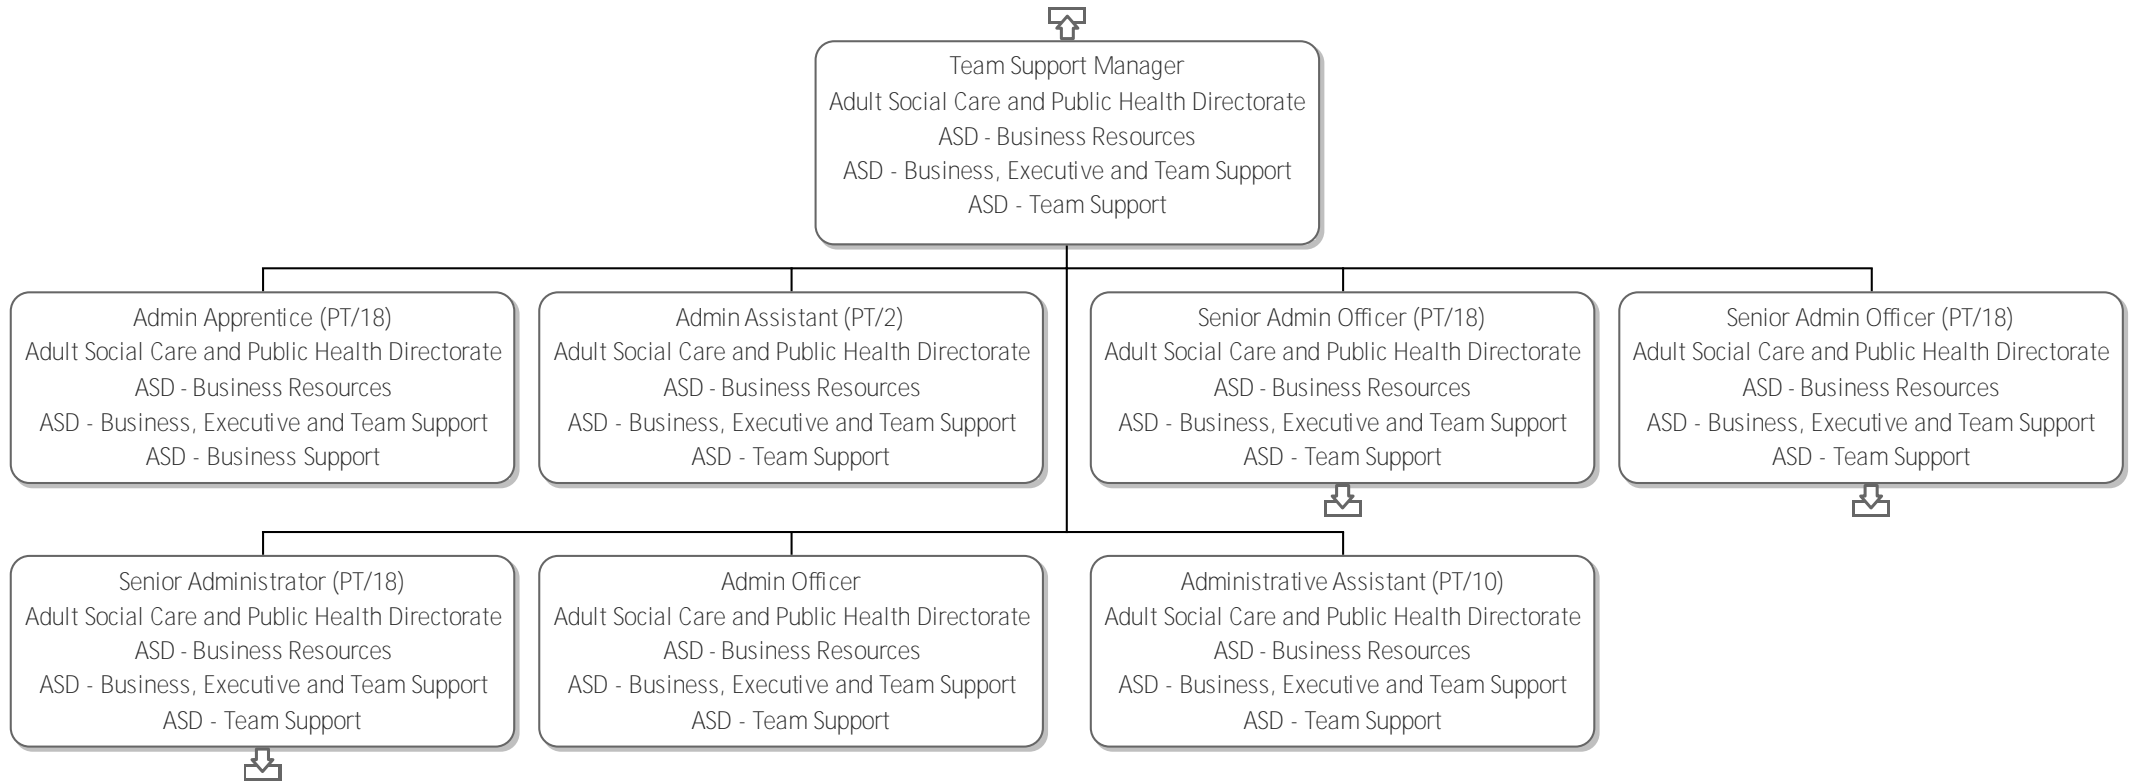 Team Support Manager
Adult Social Care and Public Health Directorate
ASD - Business Resources
ASD - Business, Executive and Team Support
ASD - Team Support
Admin Apprentice (PT/18)
Adult Social Care and Public Health Directorate
ASD - Business Resources
ASD - Business, Executive and Team Support
ASD - Business Support
Admin Assistant (PT/2)
Adult Social Care and Public Health Directorate
ASD - Business Resources
ASD - Business, Executive and Team Support
ASD - Team Support
Senior Admin Officer (PT/18)
Adult Social Care and Public Health Directorate
ASD - Business Resources
ASD - Business, Executive and Team Support
ASD - Team Support
Senior Admin Officer (PT/18)
Adult Social Care and Public Health Directorate
ASD - Business Resources
ASD - Business, Executive and Team Support
ASD - Team Support
Senior Administrator (PT/18)
Adult Social Care and Public Health Directorate
ASD - Business Resources
ASD - Business, Executive and Team Support
ASD - Team Support
Admin Officer
Adult Social Care and Public Health Directorate
ASD - Business Resources
ASD - Business, Executive and Team Support
ASD - Team Support
Administrative Assistant (PT/10)
Adult Social Care and Public Health Directorate
ASD - Business Resources
ASD - Business, Executive and Team Support
ASD - Team Support